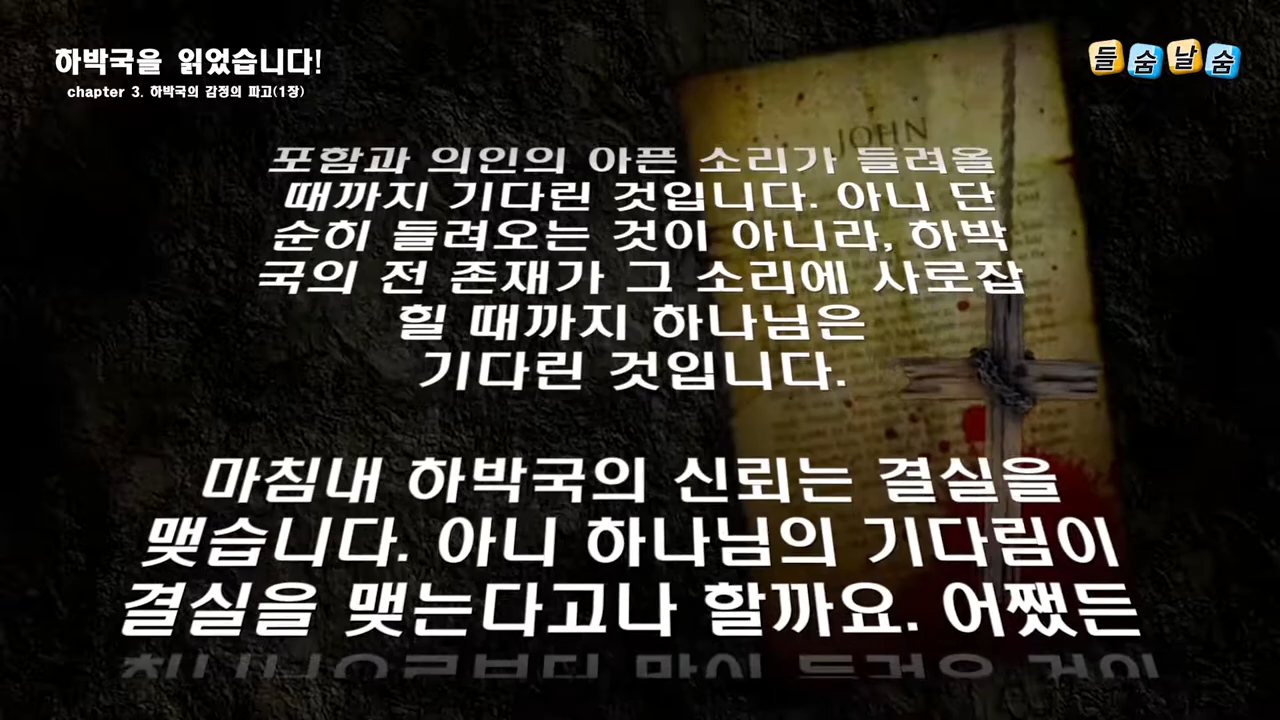 하박국을 읽었습니다!
chapter 3. 하박국의 감정의 파고(1장)
들숨날숨
JOHN
포함과 의인의 아픈 소리가 들려올
때까지 기다린 것입니다. 아니 단
순히 들려오는 것이 아니라, 하박
국의 전 존재가 그 소리에 사로잡
힐 때까지 하나님은
기다린 것입니다.
마침내 하박국의 신뢰는 결실을
맺습니다. 아니 하나님의 기다림이
결실을 맺는다고나 할까요. 어쨌든